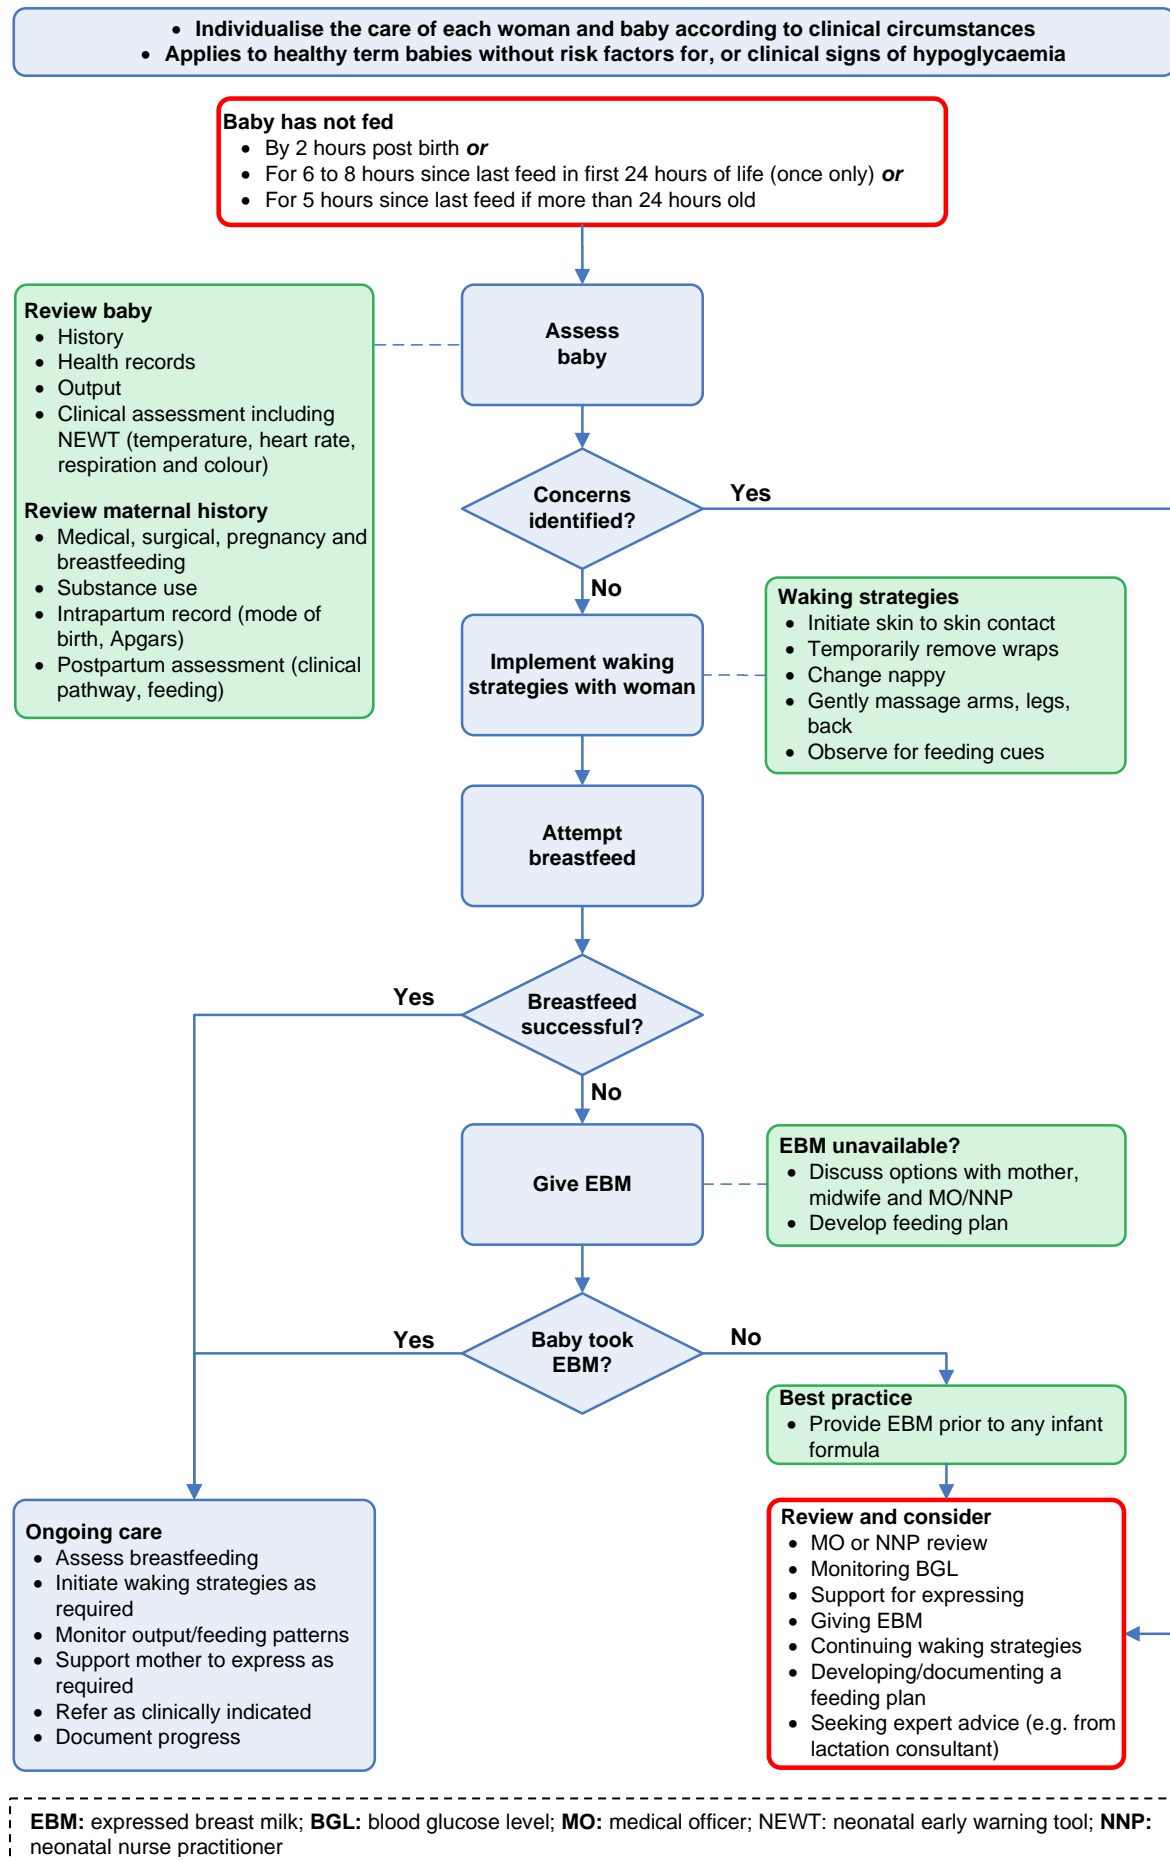 • Individualise the care of each woman and baby according to clinical circumstances
• Applies to healthy term babies without risk factors for, or clinical signs of hypoglycaemia
Baby has not fed
• By 2 hours post birth or
• For 6 to 8 hours since last feed in first 24 hours of life (once only) or
• For 5 hours since last feed if more than 24 hours old
Assess
baby
Review baby
• History
• Health records
• Output
• Clinical assessment including
NEWT (temperature, heart rate,
respiration and colour)
Review maternal history
• Medical, surgical, pregnancy and
breastfeeding
• Substance use
• Intrapartum record (mode of
birth, Apgars)
• Postpartum assessment (clinical
pathway, feeding)
Concerns
identified?
Yes
No
Implement waking
strategies with woman
Waking strategies
• Initiate skin to skin contact
• Temporarily remove wraps
• Change nappy
• Gently massage arms, legs,
back
• Observe for feeding cues
Attempt
breastfeed
Breastfeed
successful?
Yes
No
Give EBM
EBM unavailable?
• Discuss options with mother,
midwife and MO/NNP
• Develop feeding plan
Baby took
EBM?
Yes
No
Best practice
• Provide EBM prior to any infant
formula
Ongoing care
• Assess breastfeeding
• Initiate waking strategies as
required
• Monitor output/feeding patterns
• Support mother to express as
required
• Refer as clinically indicated
• Document progress
Review and consider
• MO or NNP review
• Monitoring BGL
• Support for expressing
• Giving EBM
• Continuing waking strategies
• Developing/documenting a
feeding plan
• Seeking expert advice (e.g. from
lactation consultant)
EBM: expressed breast milk; BGL: blood glucose level; MO: medical officer; NEWT: neonatal early warning tool; NNP:
neonatal nurse practitioner